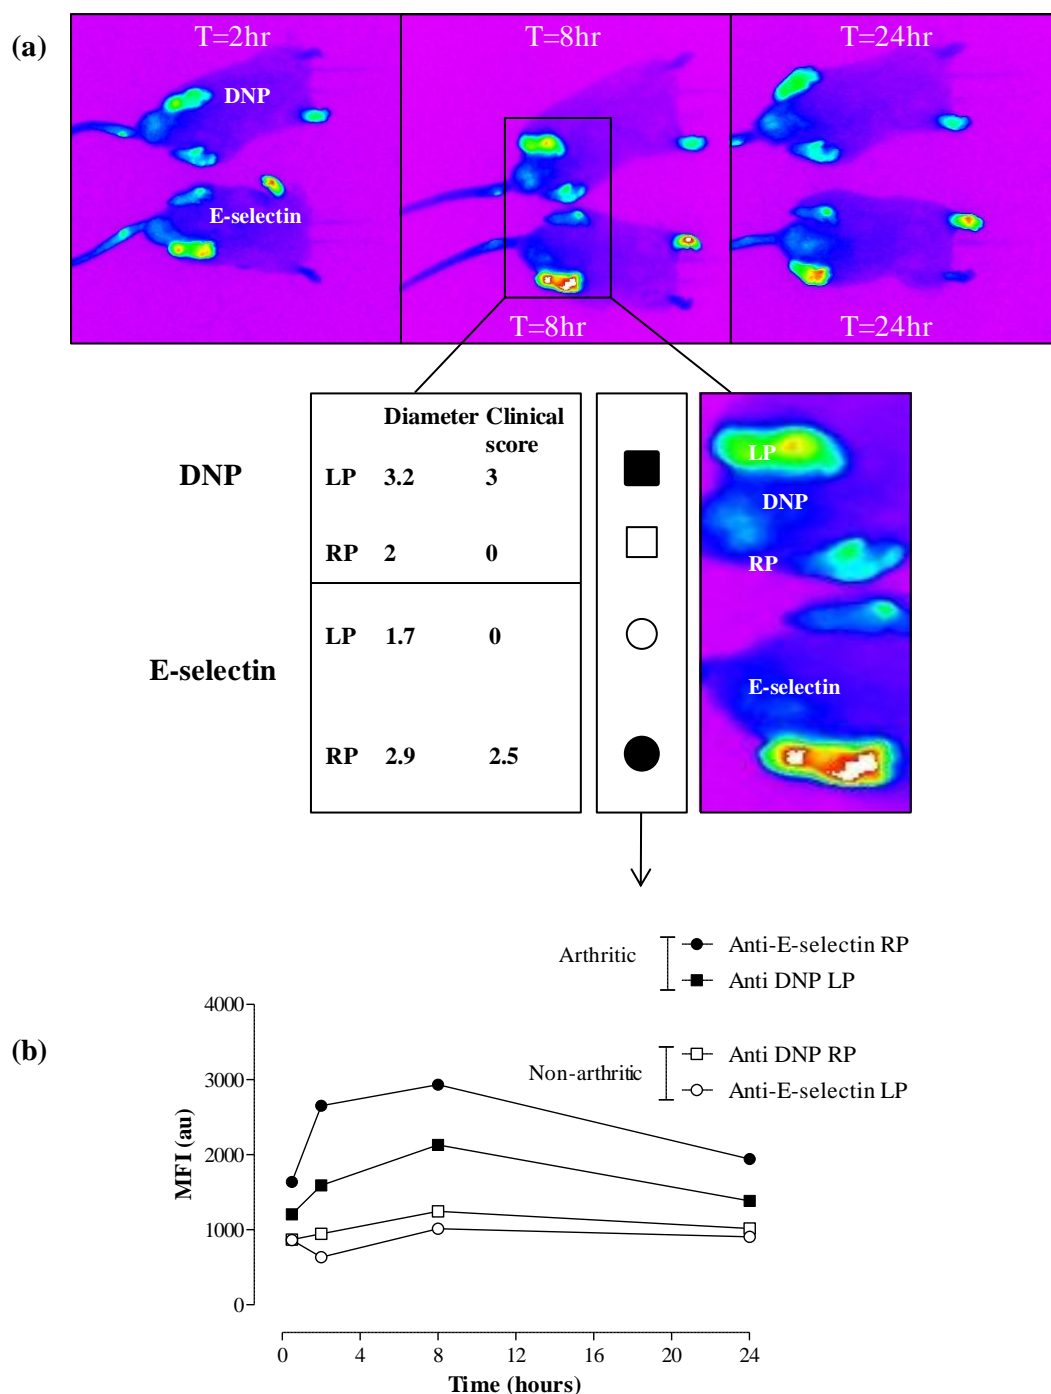 (a)
T=2hr
T=8hr
T=24hr
DNP
E-selectin
T=8hr
T=24hr
Diameter Clinical
score
DNP
LP 3.2 3
RP 2 0
E-selectin
LP 1.7 0
RP 2.9 2.5
LP
DNP
RP
E-selectin
Arthritic
Anti-E-selectin RP
Anti DNP LP
(b)
Non-arthritic
Anti DNP RP
Anti-E-selectin LP
MFI (au)
4000
3000
2000
1000
0
0 4 8 12 16 20 24
Time (hours)